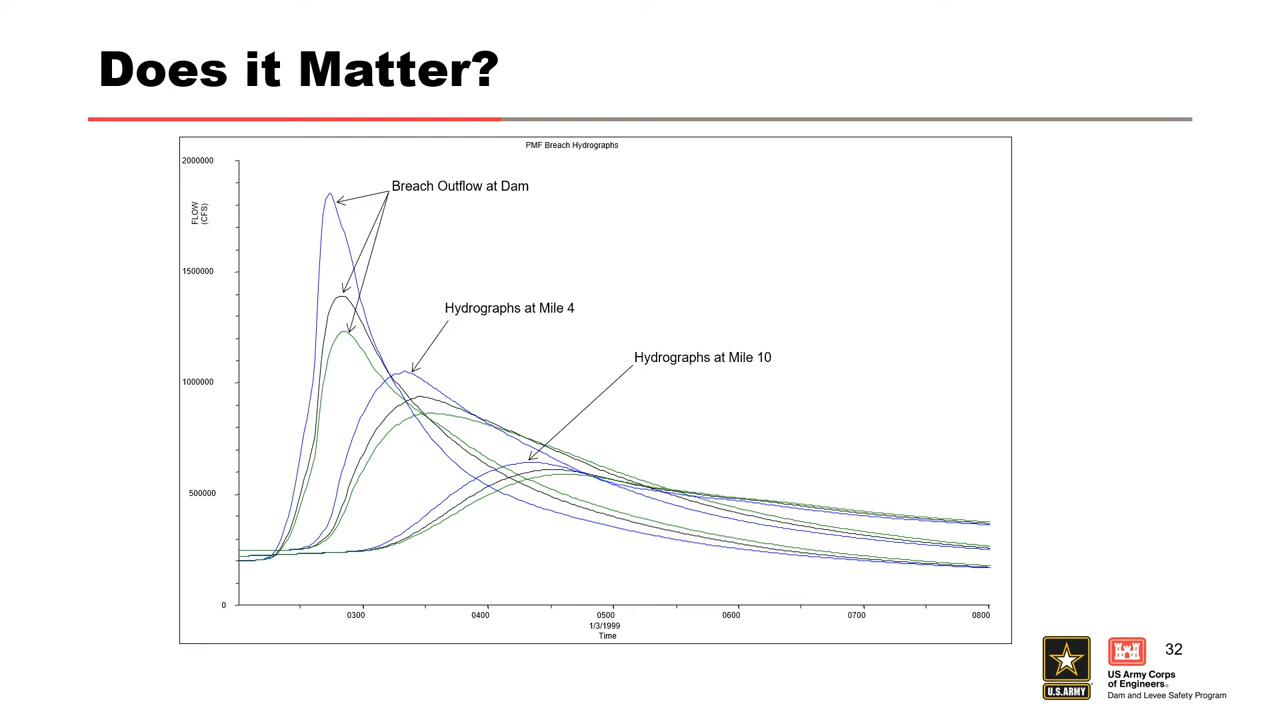 Does it Matter?
PMF Breach Hydrographs
2000000
1500000
1000000
500000
0
FLOW
(CFS)
Breach Outflow at Dam
Hydrographs at Mile 4
Hydrographs at Mile 10
0300 0400 0500 0600 0700 0800
1/3/1999
Time
U.S. ARMY
US Army Corps
of Engineers®
Dam and Levee Safety Program
32